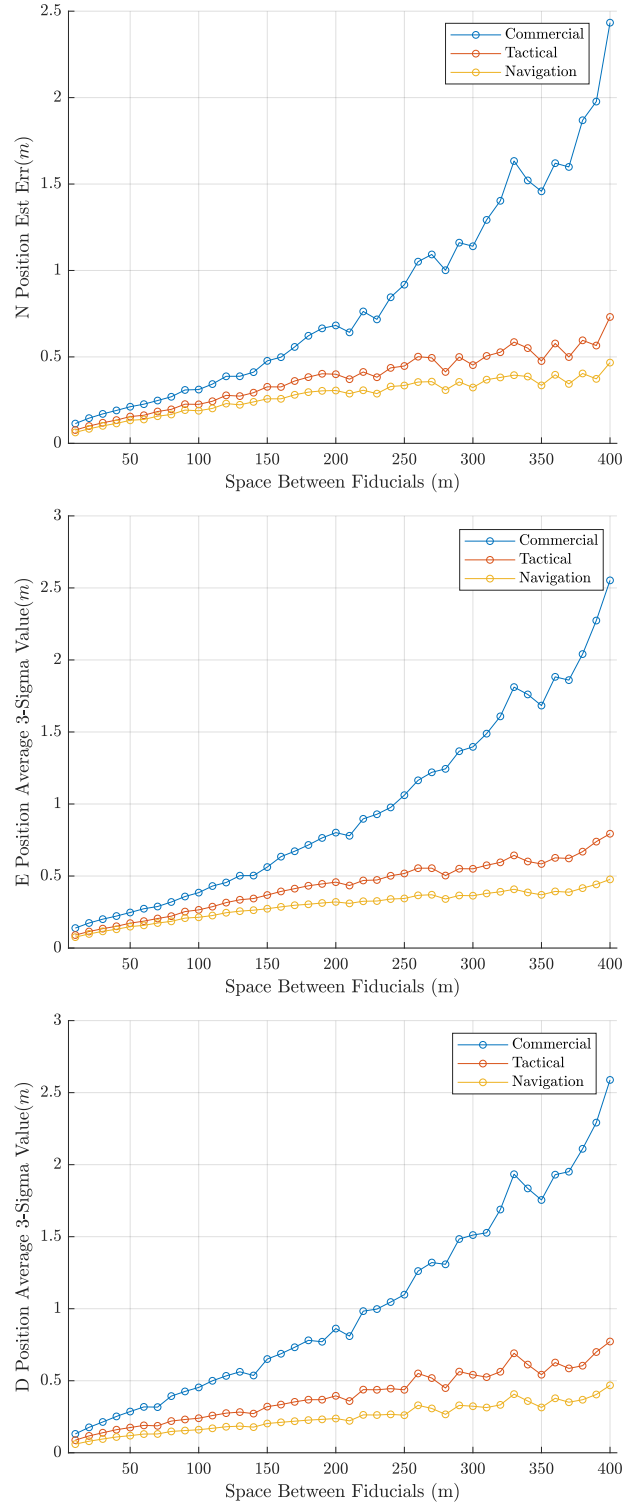 2.5
2
1.5
1
0.5
0
N Position Est Err(m)
Commercial
Tactical
Navigation
50 100 150 200 250 300 350 400
Space Between Fiducials (m)
3
2.5
2
1.5
1
0.5
0
E Position Average 3-Sigma Value(m)
Commercial
Tactical
Navigation
50 100 150 200 250 300 350 400
Space Between Fiducials (m)
3
2.5
2
1.5
1
0.5
0
D Position Average 3-Sigma Value(m)
Commercial
Tactical
Navigation
50 100 150 200 250 300 350 400
Space Between Fiducials (m)